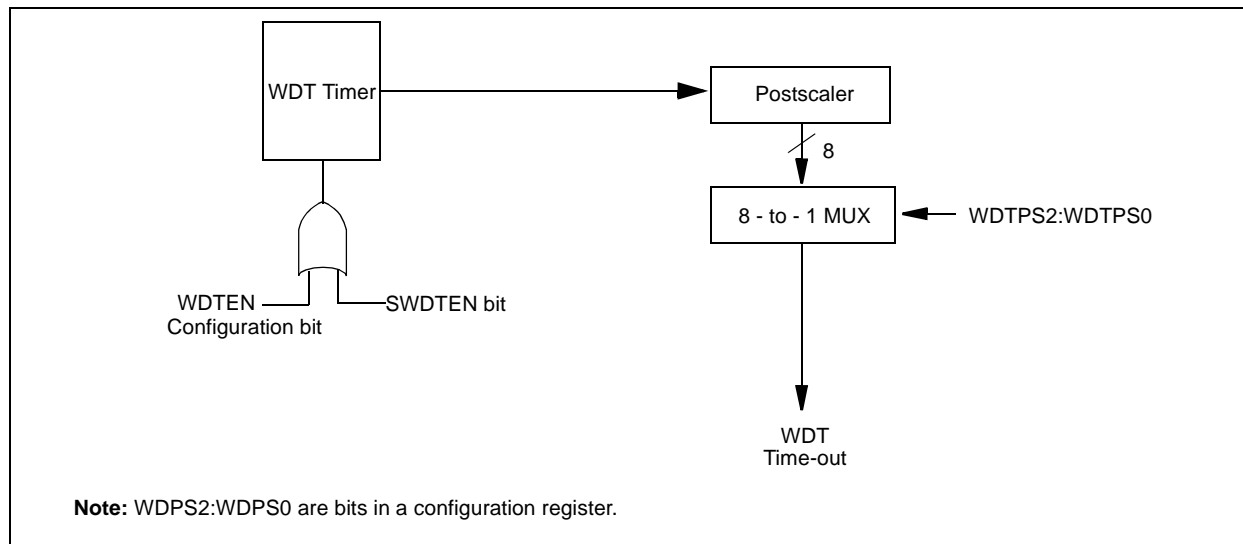 WDT Timer
Postscaler
8
8 - to - 1 MUX
WDTPS2:WDTPS0
WDTEN
Configuration bit
SWDTEN bit
WDT
Time-out
Note: WDPS2:WDPS0 are bits in a configuration register.